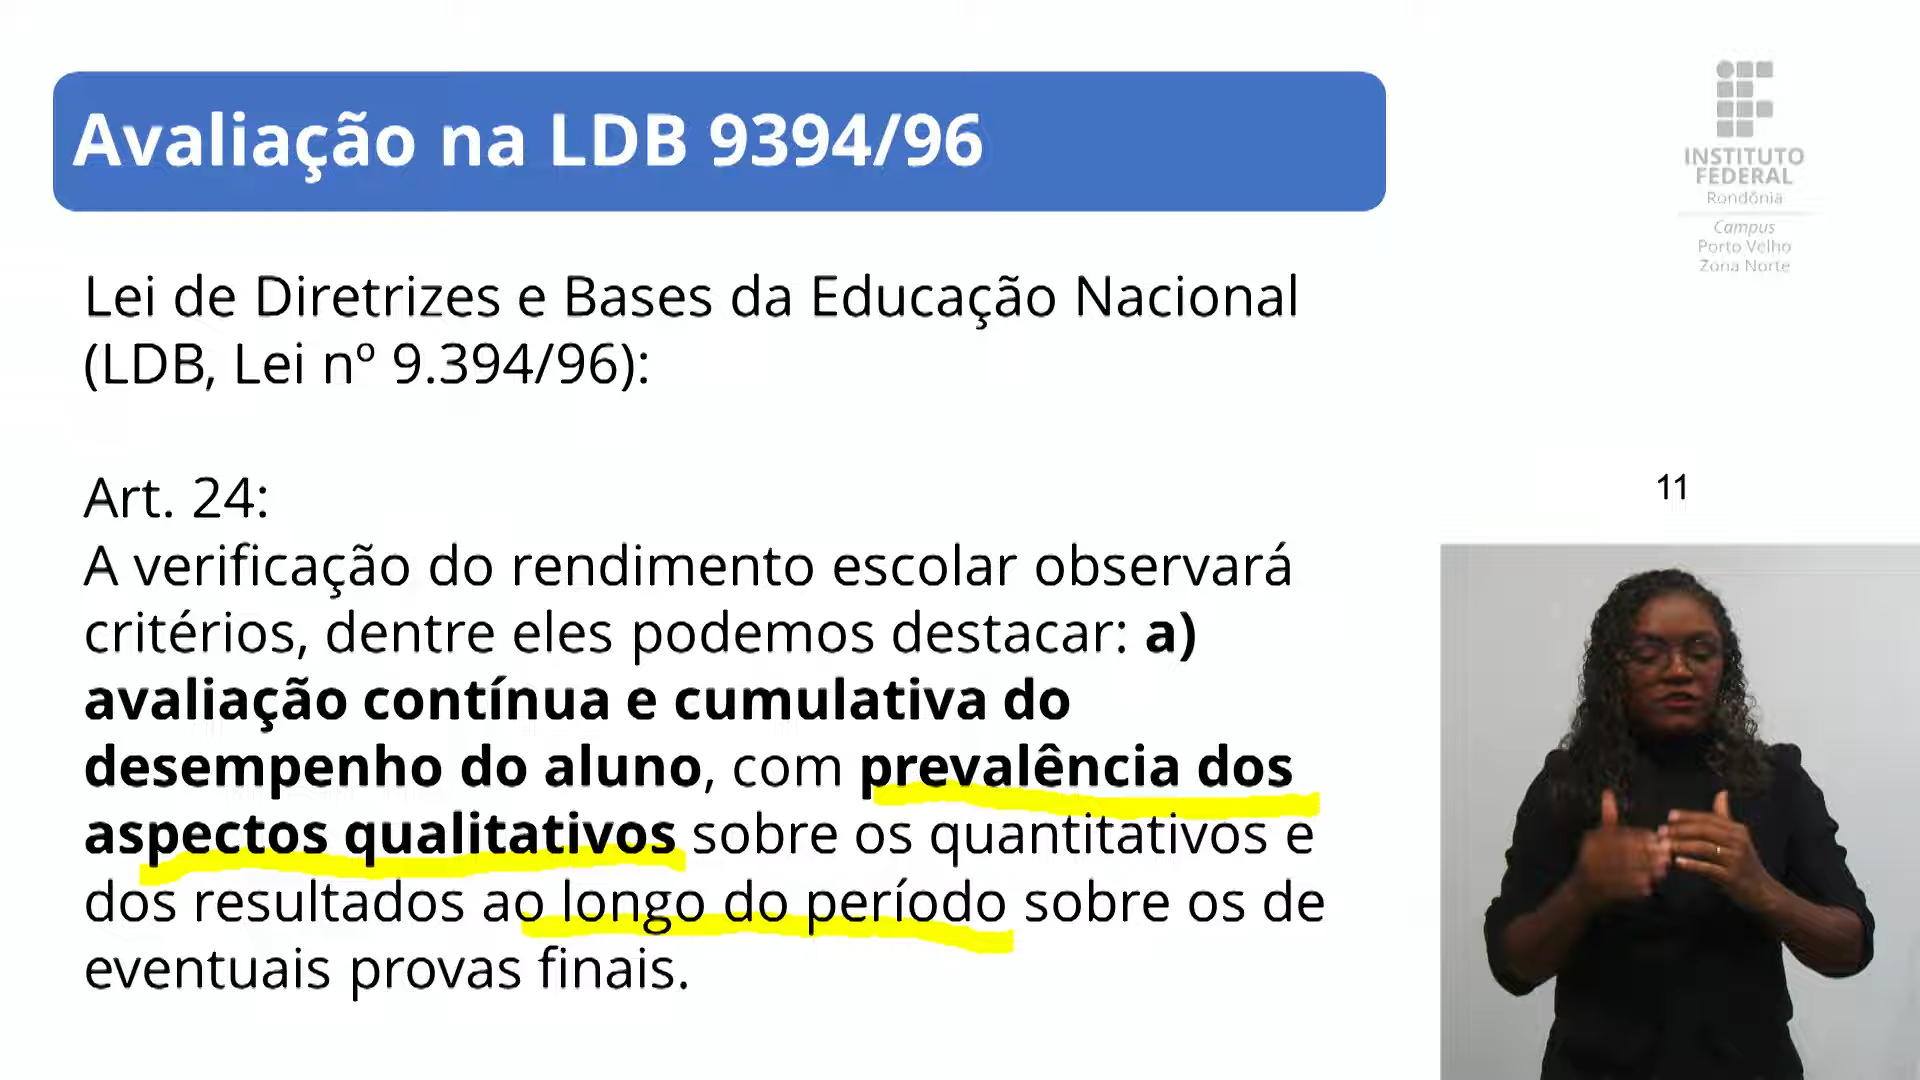 Avaliação na LDB 9394/96
INSTITUTO
FEDERAL
Rondônia
Campus
Porto Velho
Zona Norte
Lei de Diretrizes e Bases da Educação Nacional
(LDB, Lei nº 9.394/96):
Art. 24:
A verificação do rendimento escolar observará
critérios, dentre eles podemos destacar: a)
avaliação contínua e cumulativa do
desempenho do aluno, com prevalência dos
aspectos qualitativos sobre os quantitativos e
dos resultados ao longo do período sobre os de
eventuais provas finais.
11